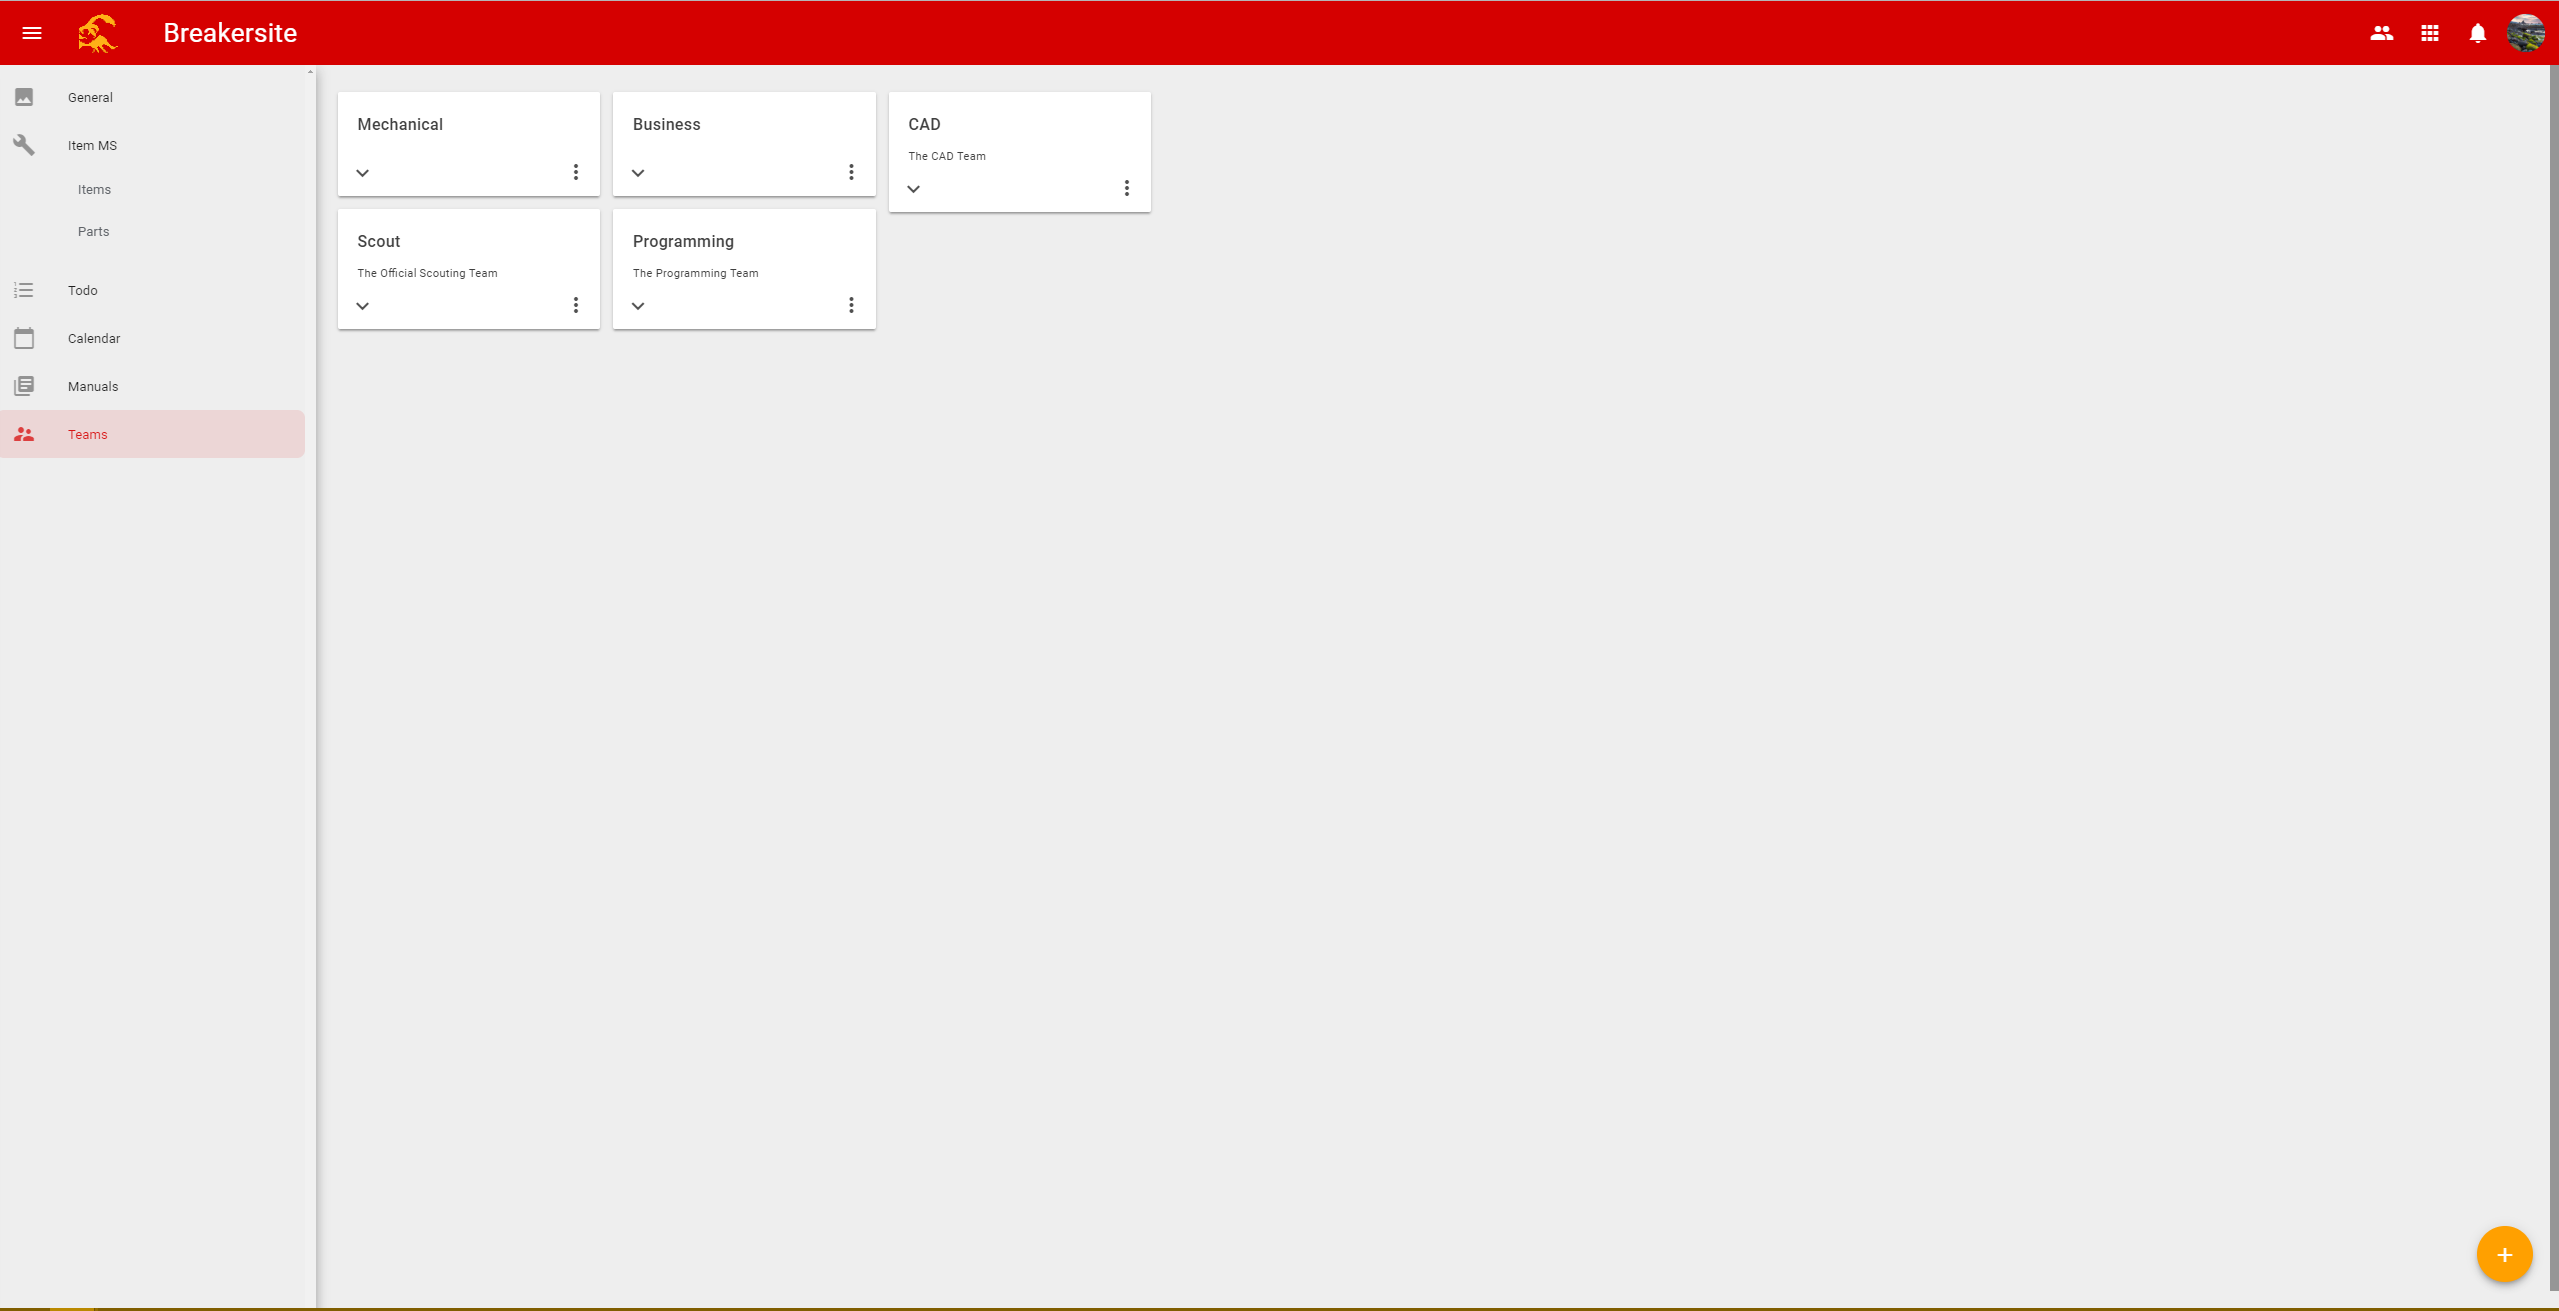 Breakersite
General
Item MS
Items
Parts
Todo
Calendar
Manuals
Teams
Mechanical
Business
CAD
The CAD Team
Scout
The Official Scouting Team
Programming
The Programming Team